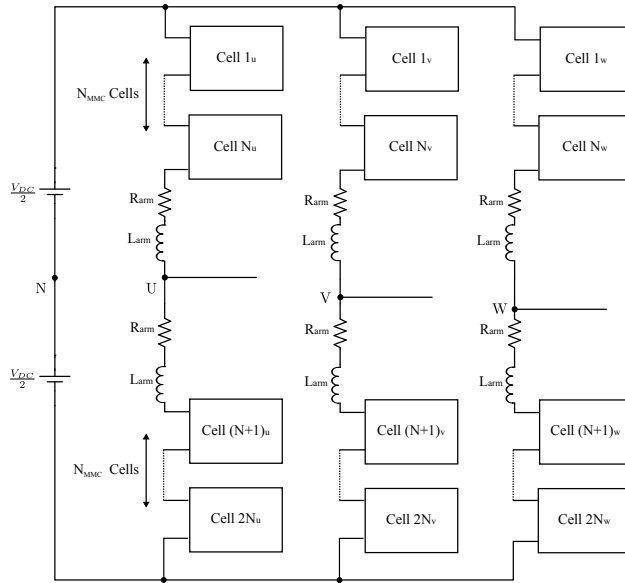 Cell 1u
Cell 1v
Cell 1w
NMMC Cells
Cell Nu
Cell Nv
Cell Nw
VDC
2
Rarm
Rarm
Rarm
Larm
Larm
Larm
N
U
V
W
Rarm
Rarm
Rarm
VDC
2
Larm
Larm
Larm
Cell (N+1)u
Cell (N+1)v
Cell (N+1)w
NMMC Cells
Cell 2Nu
Cell 2Nv
Cell 2Nw